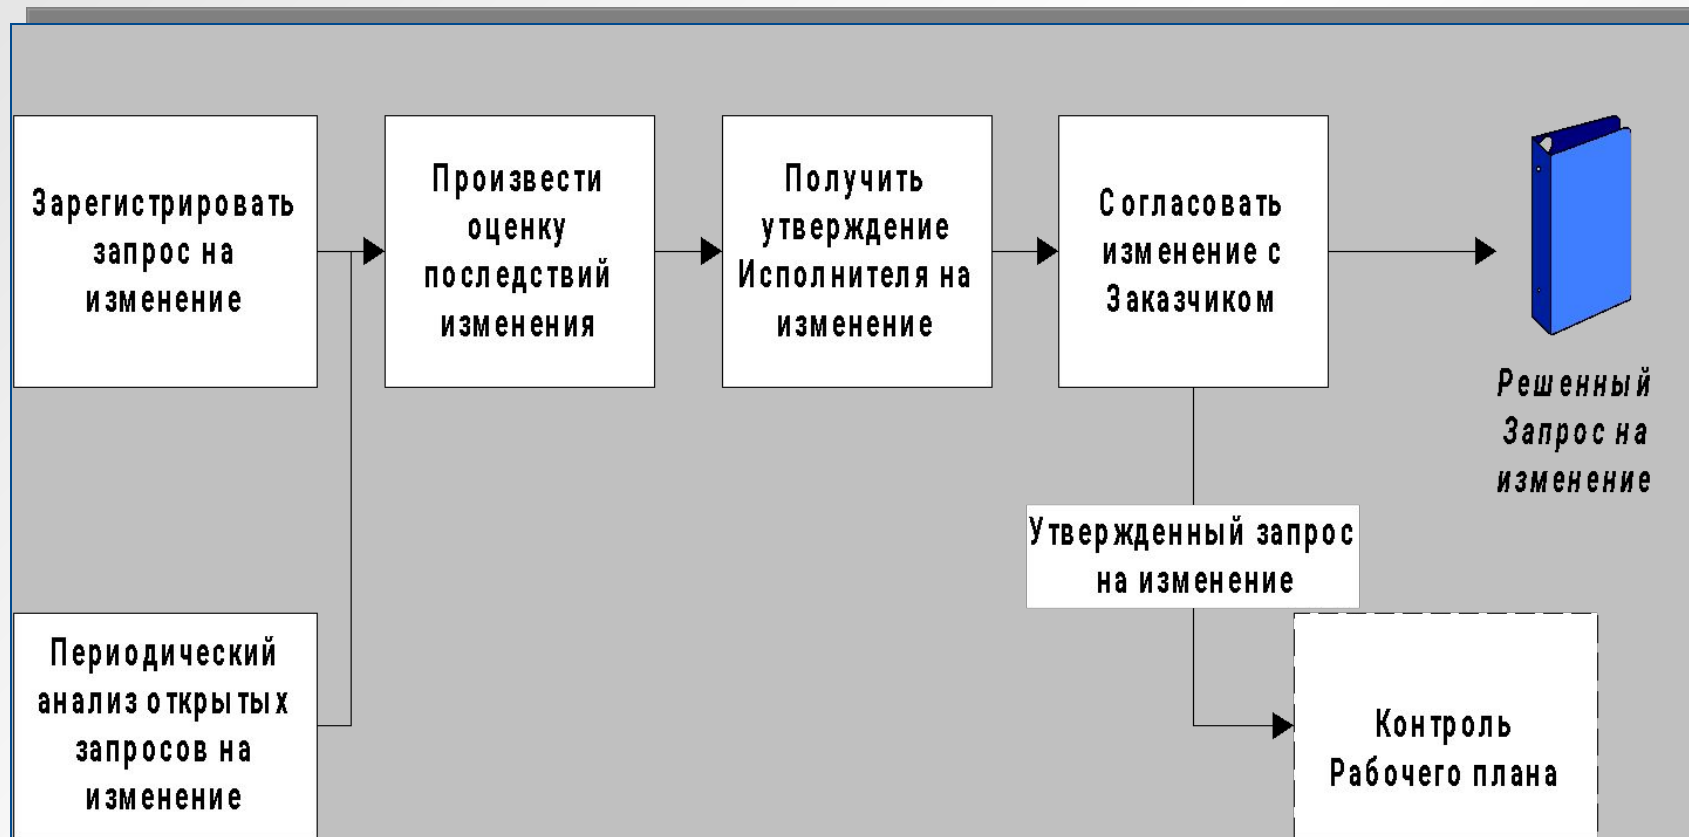 Зарегистрировать
запрос на
изменение
Произвести
оценку
последствий
изменения
Получить
утверждение
Исполнителя на
изменение
Согласовать
изменение с
Заказчиком
Решенный
Запрос на
изменение
Утвержденный запрос
на изменение
Периодический
анализ открытых
запросов на
изменение
Контроль
Рабочего плана